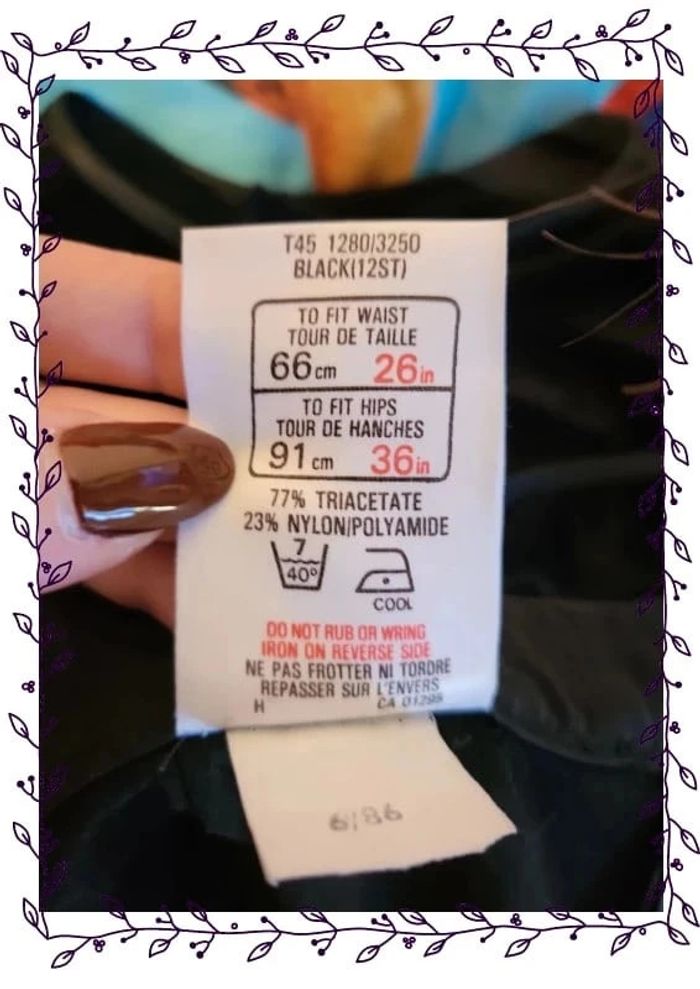 T45 1280/3250
BLACK(12ST)
TO FIT WAIST
TOUR DE TAILLE
66cm 26in
TO FIT HIPS
TOUR DE HANCHES
91cm 36in
77% TRIACETATE
23% NYLON/POLYAMIDE
7
40°
COOL
DO NOT RUB OR WRING
IRON ON REVERSE SIDE
NE PAS FROTTER NI TORDRE
REPASSER SUR L'ENVERS
H CA 01295
6/86